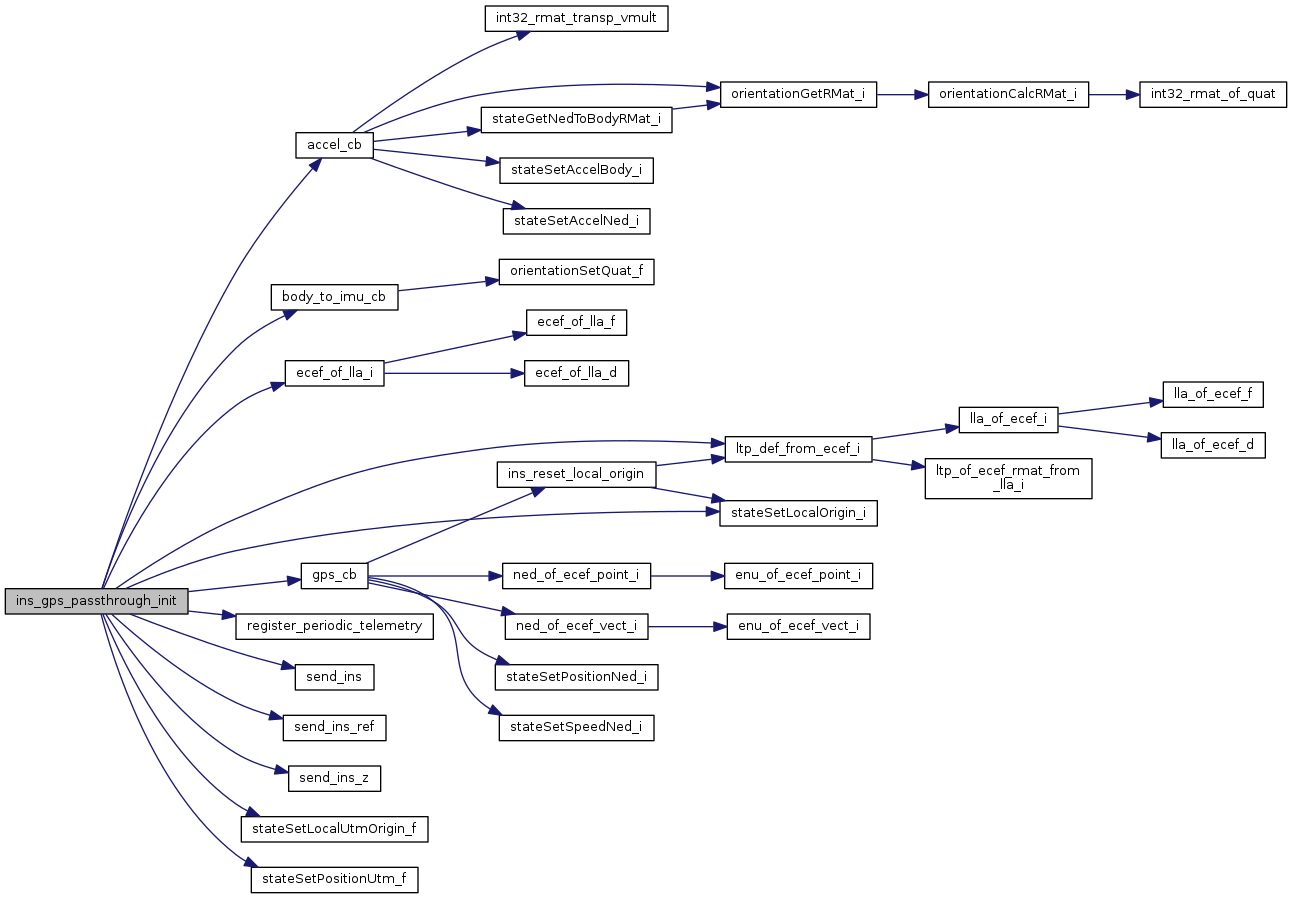 int32_rmat_transp_vmult
orientationGetRMat_i
orientationCalcRMat_i
int32_rmat_of_quat
stateGetNedToBodyRMat_i
accel_cb
stateSetAccelBody_i
stateSetAccelNed_i
orientationSetQuat_f
body_to_imu_cb
ecef_of_lla_f
ecef_of_lla_i
ecef_of_lla_d
lla_of_ecef_f
lla_of_ecef_i
lla_of_ecef_d
ltp_def_from_ecef_i
ins_reset_local_origin
ltp_of_ecef_rmat_from
_lla_i
stateSetLocalOrigin_i
gps_cb
ned_of_ecef_point_i
enu_of_ecef_point_i
ins_gps_passthrough_init
register_periodic_telemetry
ned_of_ecef_vect_i
enu_of_ecef_vect_i
send_ins
stateSetPositionNed_i
send_ins_ref
stateSetSpeedNed_i
send_ins_z
stateSetLocalUtmOrigin_f
stateSetPositionUtm_f